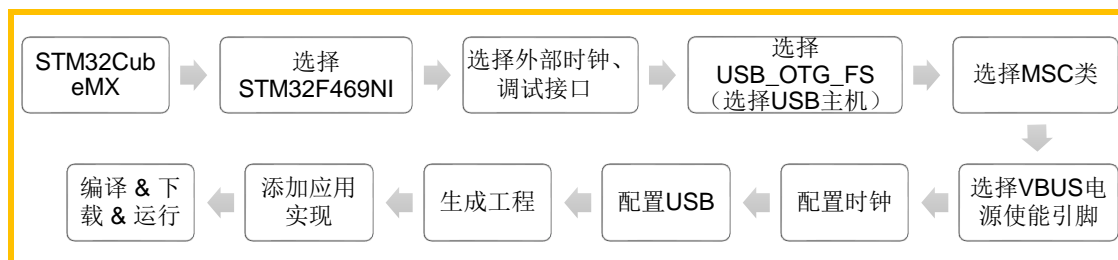 STM32Cub
eMX
选择
STM32F469NI
选择外部时钟、
调试接口
选择
USB_OTG_FS
（选择USB主机）
选择MSC类
选择VBUS电
源使能引脚
配置时钟
配置USB
生成工程
添加应用
实现
编译 & 下
载 & 运行